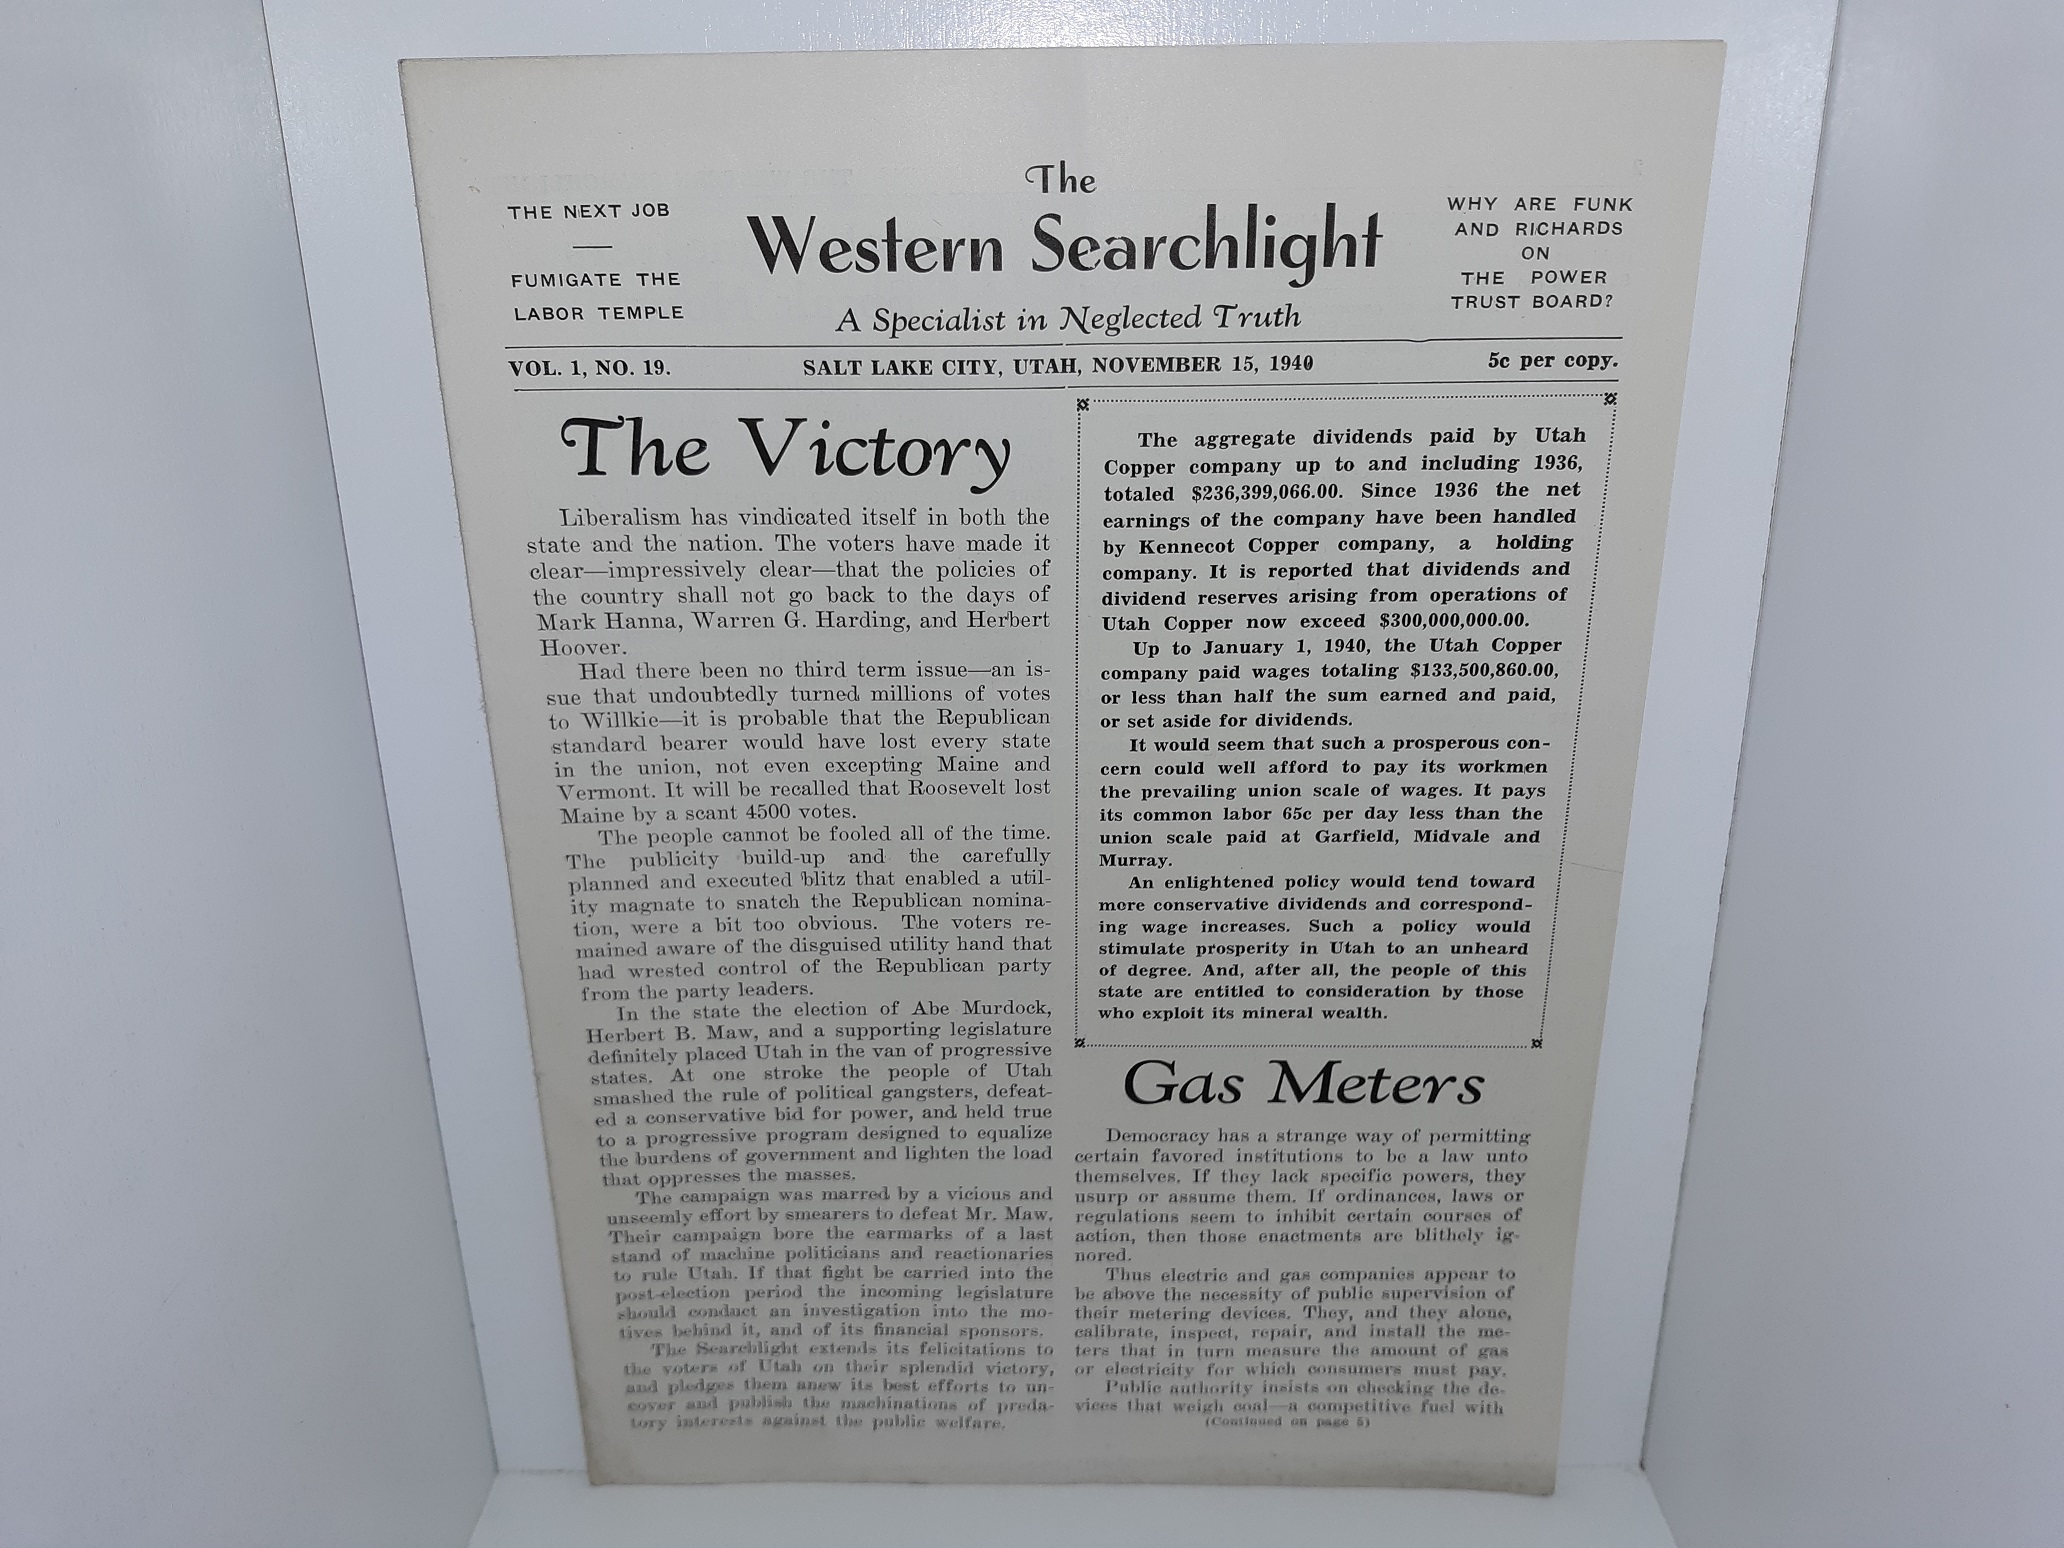 THE NEXT JOB
FUMIGATE THE
LABOR TEMPLE
The
Western Searchlight
A Specialist in Neglected Truth
WHY ARE FUNK
AND RICHARDS
ON
THE POWER
TRUST BOARD?
VOL. 1, NO. 19. SALT LAKE CITY, UTAH, NOVEMBER 15, 1940 5c per copy.
The Victory
Liberalism has vindicated itself in both the
state and the nation. The voters have made it
clear—impressively clear—that the policies of
the country shall not go back to the days of
Mark Hanna, Warren G. Harding, and Herbert
Hoover.
Had there been no third term issue—an is-
sue that undoubtedly turned millions of votes
to Willkie—it is probable that the Republican
standard bearer would have lost every state
in the union, not even excepting Maine and
Vermont. It will be recalled that Roosevelt lost
Maine by a scant 4500 votes.
The people cannot be fooled all of the time.
The publicity build-up and the carefully
planned and executed blitz that enabled a util-
ity magnate to snatch the Republican nomina-
tion, were a bit too obvious. The voters re-
mained aware of the disguised utility hand that
had wrested control of the Republican party
from the party leaders.
In the state the election of Abe Murdock,
Herbert B. Maw, and a supporting legislature
definitely placed Utah in the van of progressive
states. At one stroke the people of Utah
smashed the rule of political gangsters, defeat-
ed a conservative bid for power, and held true
to a progressive program designed to equalize
the burdens of government and lighten the load
that oppresses the masses.
The campaign was marred by a vicious and
unseemly effort by smearers to defeat Mr. Maw.
Their campaign bore the earmarks of a last
stand of machine politicians and reactionaries
to rule Utah. If that fight be carried into the
post-election period the incoming legislature
should conduct an investigation into the mo-
tives behind it, and of its financial sponsors.
The Searchlight extends its felicitations to
the voters of Utah on their splendid victory,
and pledges them anew its best efforts to un-
cover and publish the machinations of preda-
tory interests against the public welfare.
The aggregate dividends paid by Utah
Copper company up to and including 1936,
totaled $236,399,066.00. Since 1936 the net
earnings of the company have been handled
by Kennecot Copper company, a holding
company. It is reported that dividends and
dividend reserves arising from operations of
Utah Copper now exceed $300,000,000.00.
Up to January 1, 1940, the Utah Copper
company paid wages totaling $133,500,860.00,
or less than half the sum earned and paid,
or set aside for dividends.
It would seem that such a prosperous con-
cern could well afford to pay its workmen
the prevailing union scale of wages. It pays
its common labor 65c per day less than the
union scale paid at Garfield, Midvale and
Murray.
An enlightened policy would tend toward
more conservative dividends and correspond-
ing wage increases. Such a policy would
stimulate prosperity in Utah to an unheard
of degree. And, after all, the people of this
state are entitled to consideration by those
who exploit its mineral wealth.
Gas Meters
Democracy has a strange way of permitting
certain favored institutions to be a law unto
themselves. If they lack specific powers, they
usurp or assume them. If ordinances, laws or
regulations seem to inhibit certain courses of
action, then those enactments are blithely ig-
nored.
Thus electric and gas companies appear to
be above the necessity of public supervision of
their metering devices. They, and they alone,
calibrate, inspect, repair, and install the me-
ters that in turn measure the amount of gas
or electricity for which consumers must pay.
Public authority insists on checking the de-
vices that weigh coal—a competitive fuel with
(Continued on page 5)